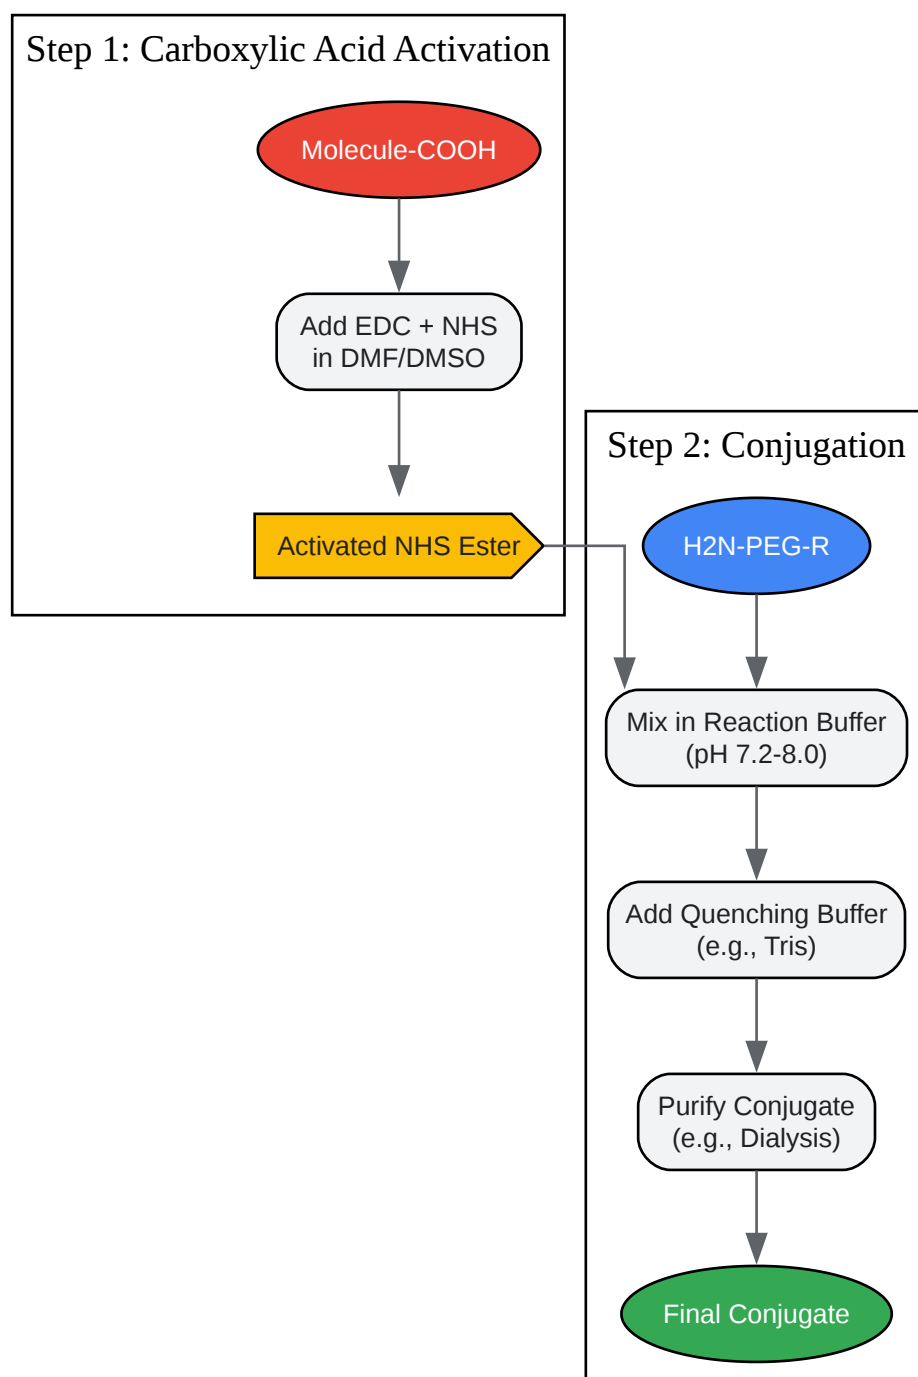 Step 1: Carboxylic Acid Activation
Molecule-COOH
Add EDC + NHS
in DMF/DMSO
Activated NHS Ester
Step 2: Conjugation
H2N-PEG-R
Mix in Reaction Buffer
(pH 7.2-8.0)
Add Quenching Buffer
(e.g., Tris)
Purify Conjugate
(e.g., Dialysis)
Final Conjugate